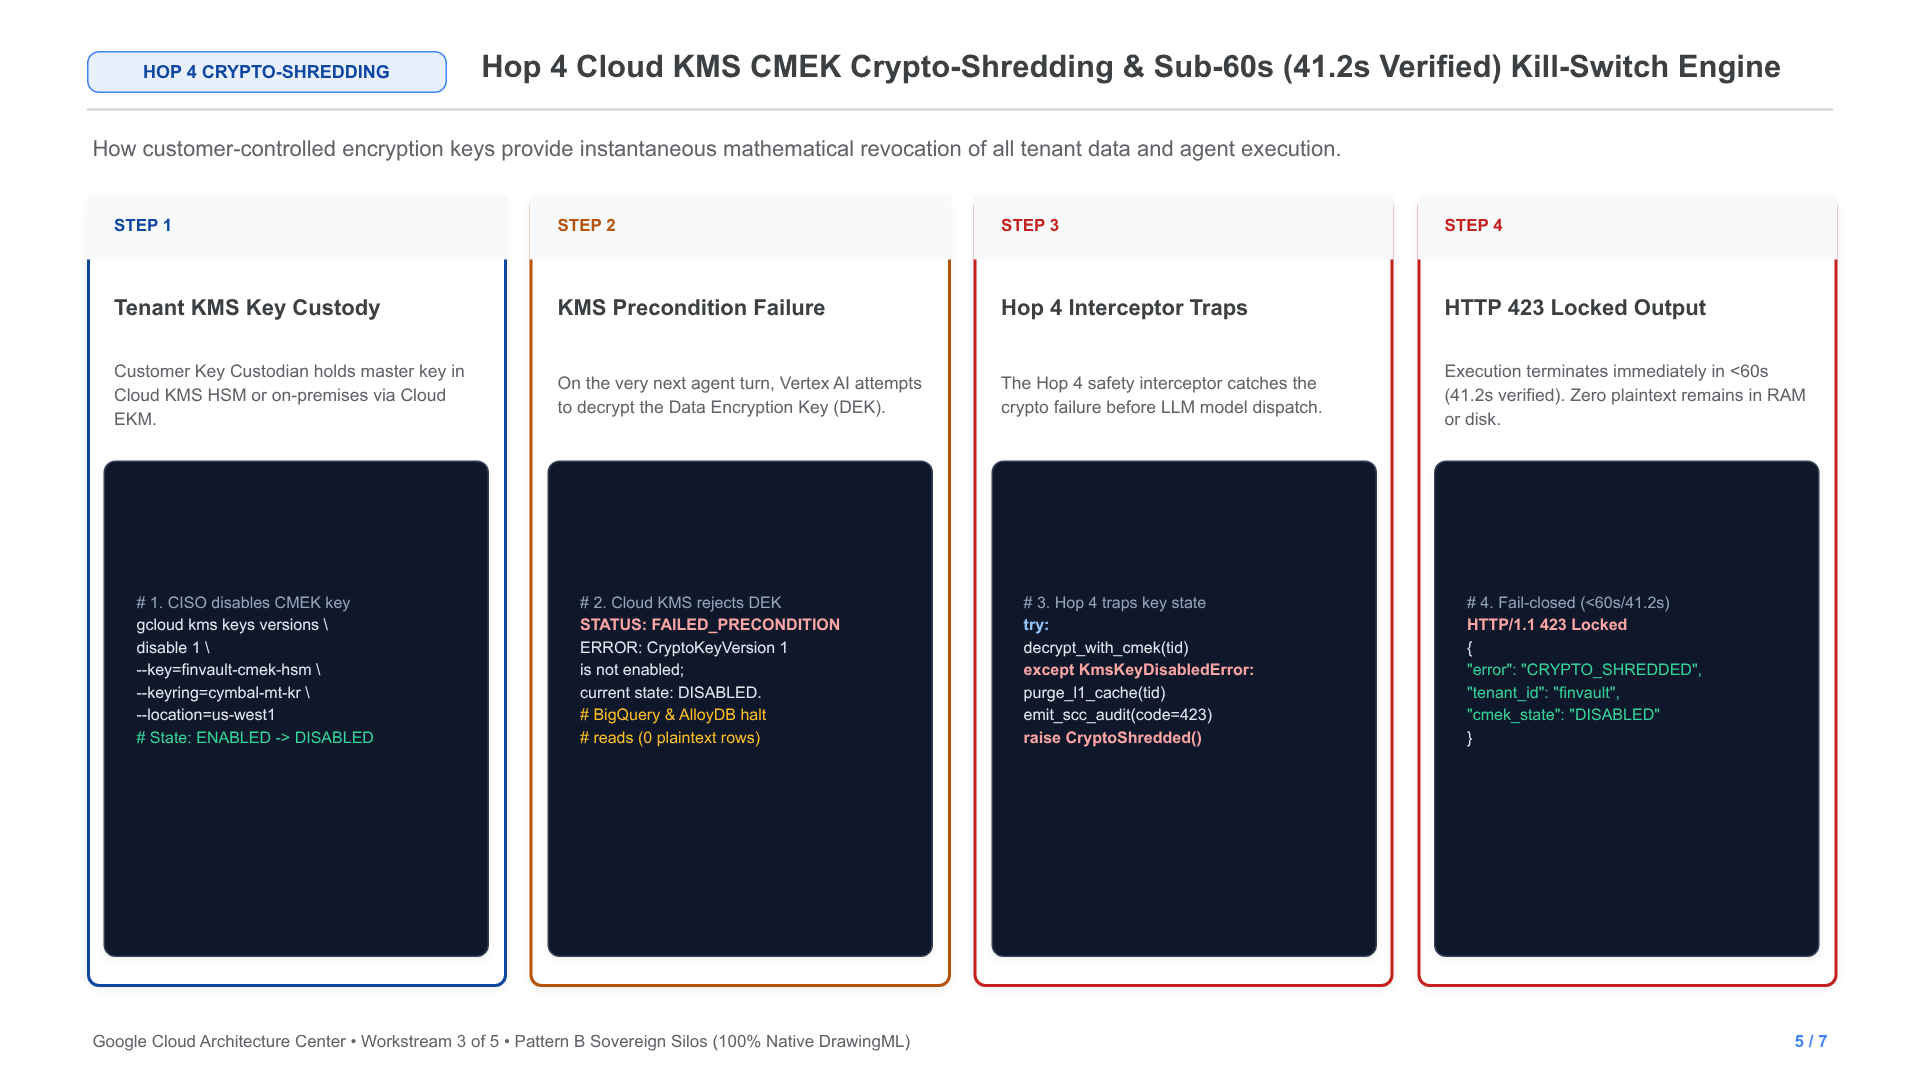 HOP 4 CRYPTO-SHREDDING
Hop 4 Cloud KMS CMEK Crypto-Shredding & Sub-60s (41.2s Verified) Kill-Switch Engine
How customer-controlled encryption keys provide instantaneous mathematical revocation of all tenant data and agent execution.
STEP 1
Tenant KMS Key Custody
Customer Key Custodian holds master key in
Cloud KMS HSM or on-premises via Cloud
EKM.
# 1. CISO disables CMEK key
gcloud kms keys versions \
disable 1 \
--key=finvault-cmek-hsm \
--keyring=cymbal-mt-kr \
--location=us-west1
# State: ENABLED -> DISABLED
STEP 2
KMS Precondition Failure
On the very next agent turn, Vertex AI attempts
to decrypt the Data Encryption Key (DEK).
# 2. Cloud KMS rejects DEK
STATUS: FAILED_PRECONDITION
ERROR: CryptoKeyVersion 1
is not enabled;
current state: DISABLED.
# BigQuery & AlloyDB halt
# reads (0 plaintext rows)
STEP 3
Hop 4 Interceptor Traps
The Hop 4 safety interceptor catches the
crypto failure before LLM model dispatch.
# 3. Hop 4 traps key state
try:
decrypt_with_cmek(tid)
except KmsKeyDisabledError:
purge_l1_cache(tid)
emit_scc_audit(code=423)
raise CryptoShredded()
STEP 4
HTTP 423 Locked Output
Execution terminates immediately in <60s
(41.2s verified). Zero plaintext remains in RAM
or disk.
# 4. Fail-closed (<60s/41.2s)
HTTP/1.1 423 Locked
{
"error": "CRYPTO_SHREDDED",
"tenant_id": "finvault",
"cmek_state": "DISABLED"
}
Google Cloud Architecture Center • Workstream 3 of 5 • Pattern B Sovereign Silos (100% Native DrawingML)
5 / 7